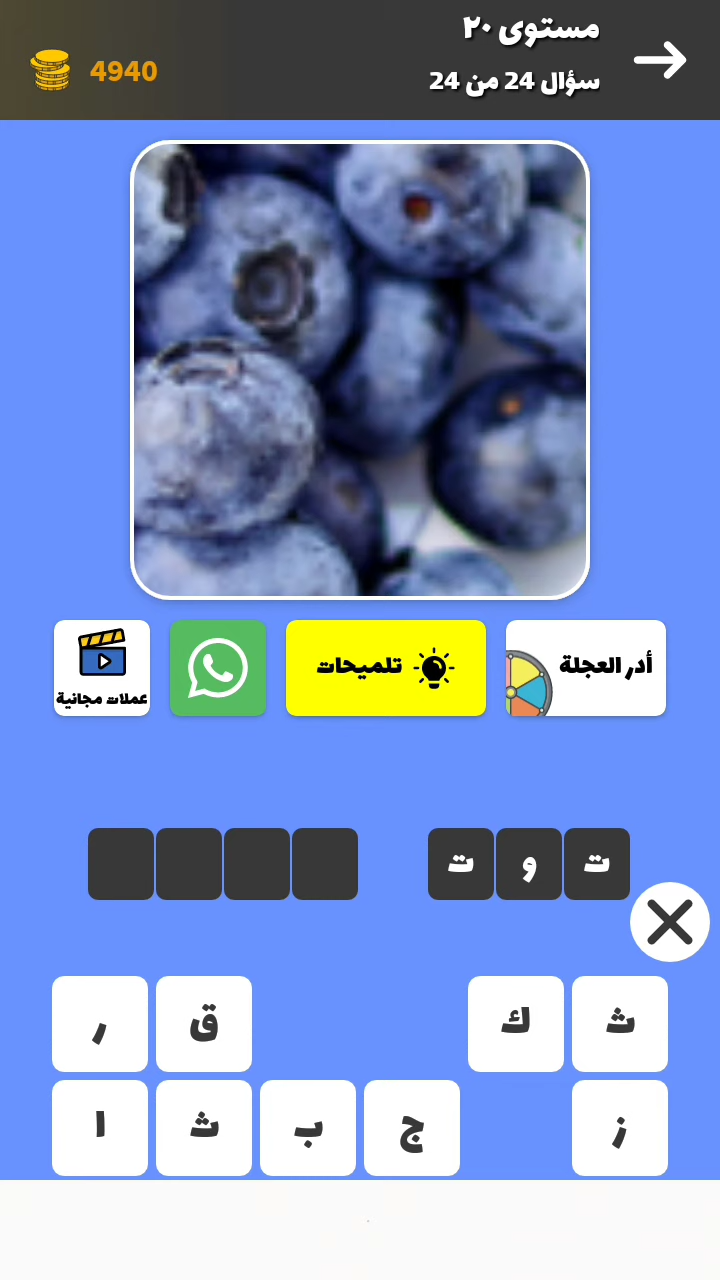 مستوى ٢٠
سؤال 24 من 24
4940
أدر العجلة
تلميحات
عملات مجانية
ت و ت
ث ك ق ر
ز ج ب ث ا